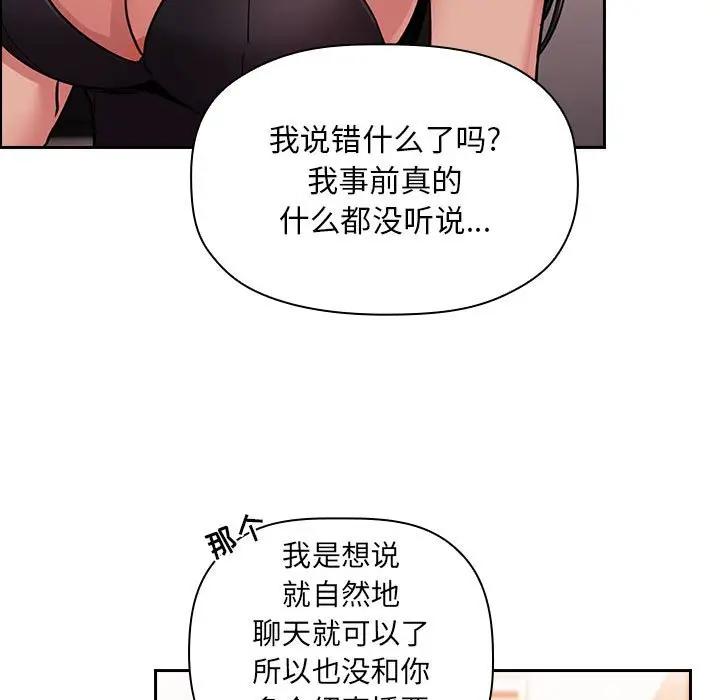 我说错什么了吗?
我事前真的
什么都没听说...
那个
我是想说
就自然地
聊天就可以了
所以也没和你